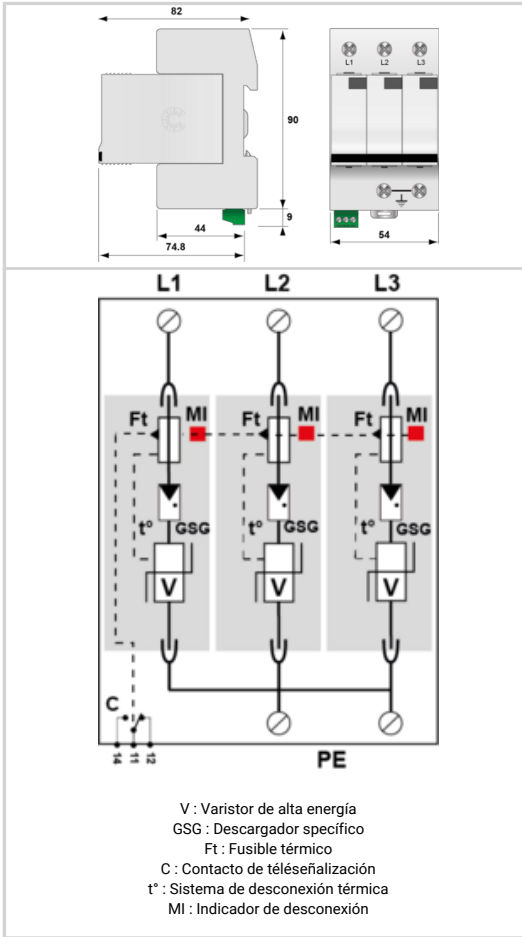 82
L1 L2 L3
C
90
9
44
74.8
54
L1 L2 L3
Ft MI Ft MI Ft MI
t° GSG t° GSG t° GSG
V V V
C
14 11 12
PE
V : Varistor de alta energía
GSG : Descargador específico
Ft : Fusible térmico
C : Contacto de téléseñalización
t° : Sistema de desconexión térmica
MI : Indicador de desconexión